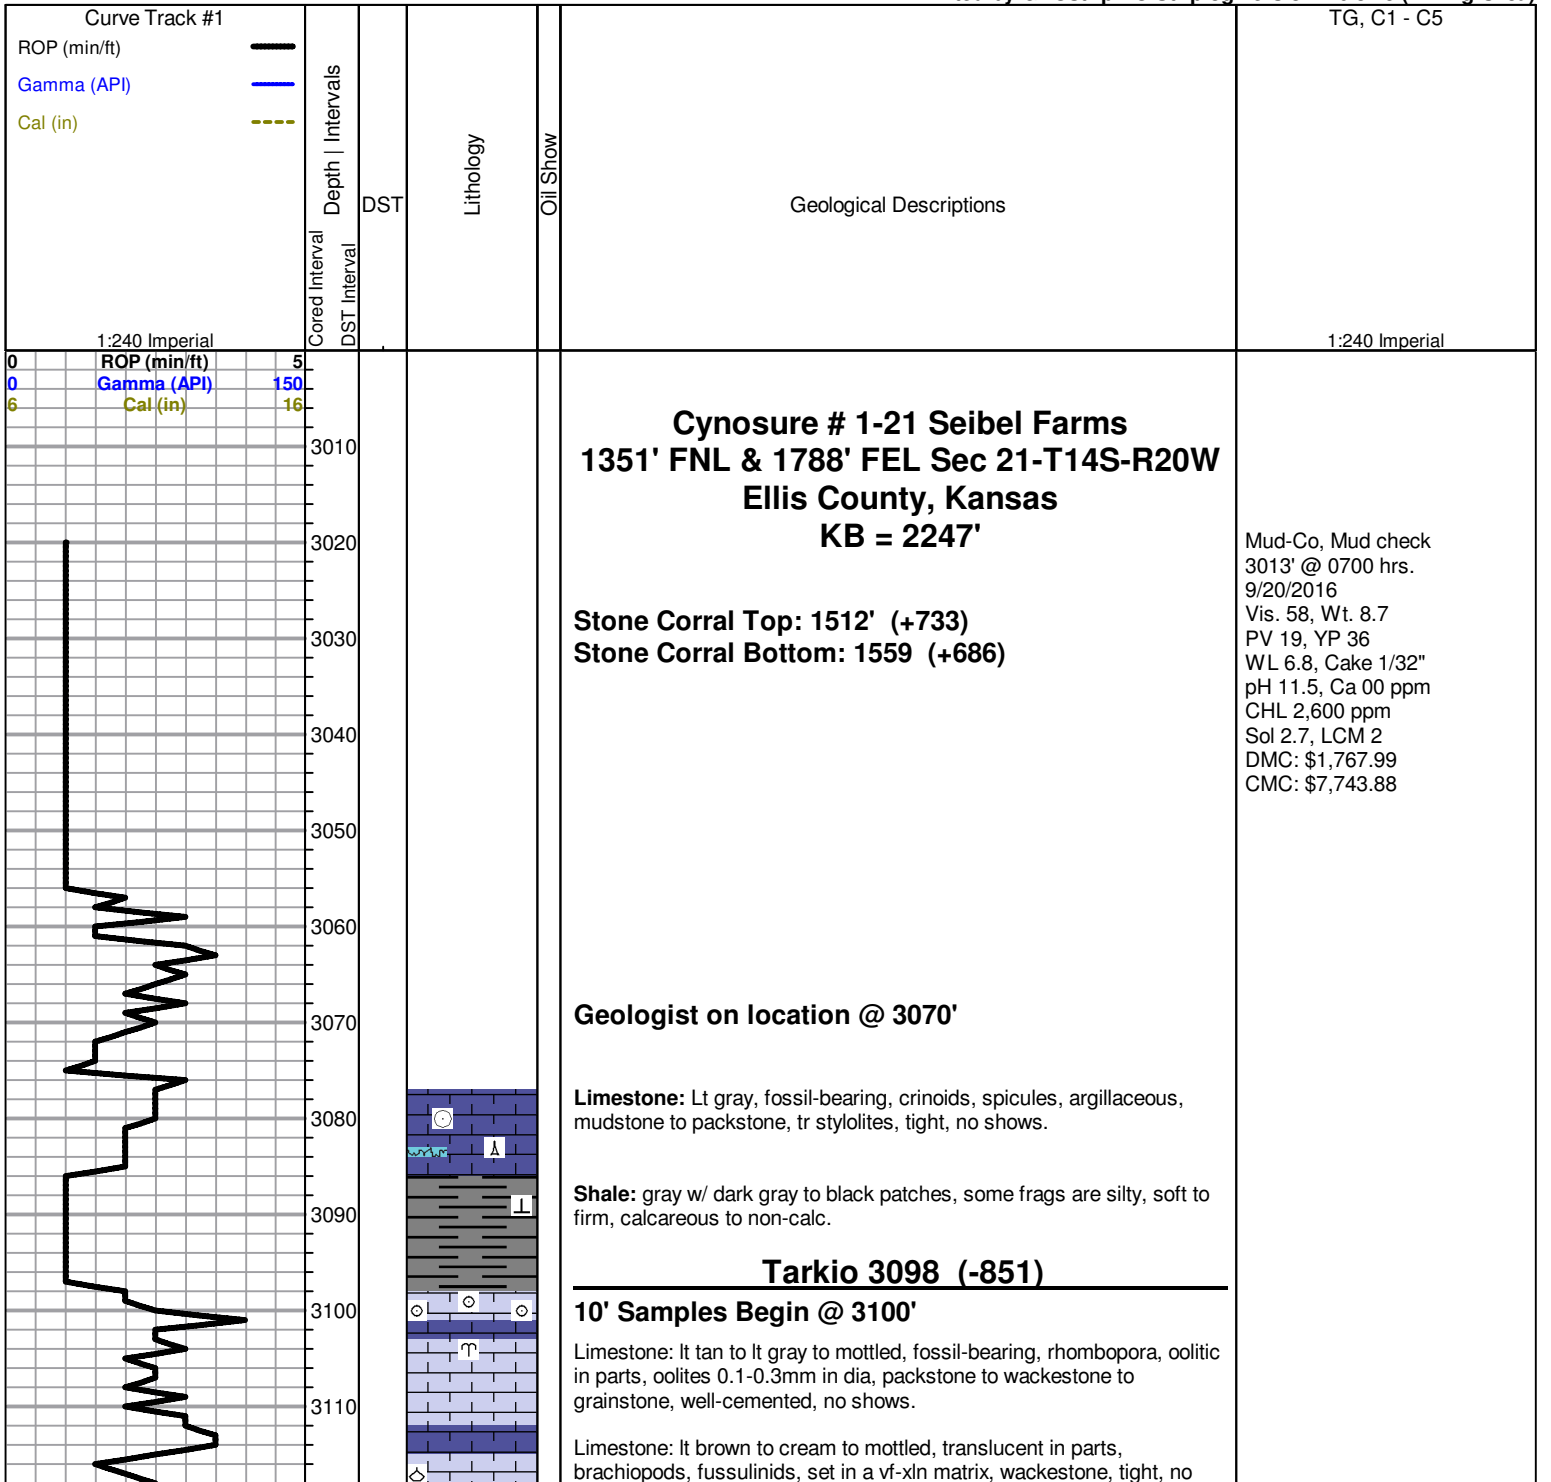 Curve Track #1
ROP (min/ft)
Gamma (API)
Cal (in)
1:240 Imperial
Depth | Intervals
Cored Interval
DST Interval
DST
Lithology
Oil Show
Geological Descriptions
TG, C1 - C5
1:240 Imperial
0 ROP (min/ft) 5
0 Gamma (API) 150
6 Cal (in) 16
Cynosure # 1-21 Seibel Farms
1351' FNL & 1788' FEL Sec 21-T14S-R20W
Ellis County, Kansas
KB = 2247'
Stone Corral Top: 1512' (+733)
Stone Corral Bottom: 1559 (+686)
Mud-Co, Mud check
3013' @ 0700 hrs.
9/20/2016
Vis. 58, Wt. 8.7
PV 19, YP 36
WL 6.8, Cake 1/32"
pH 11.5, Ca 00 ppm
CHL 2,600 ppm
Sol 2.7, LCM 2
DMC: $1,767.99
CMC: $7,743.88
3010
3020
3030
3040
3050
3060
3070
3080
3090
3100
3110
Geologist on location @ 3070'
Limestone: Lt gray, fossil-bearing, crinoids, spicules, argillaceous,
mudstone to packstone, tr stylolites, tight, no shows.
Shale: gray w/ dark gray to black patches, some frags are silty, soft to
firm, calcareous to non-calc.
Tarkio 3098 (-851)
10' Samples Begin @ 3100'
Limestone: lt tan to lt gray to mottled, fossil-bearing, rhombopora, oolitic
in parts, oolites 0.1-0.3mm in dia, packstone to wackestone to
grainstone, well-cemented, no shows.
Limestone: lt brown to cream to mottled, translucent in parts,
brachiopods, fussulinids, set in a vf-xln matrix, wackestone, tight, no